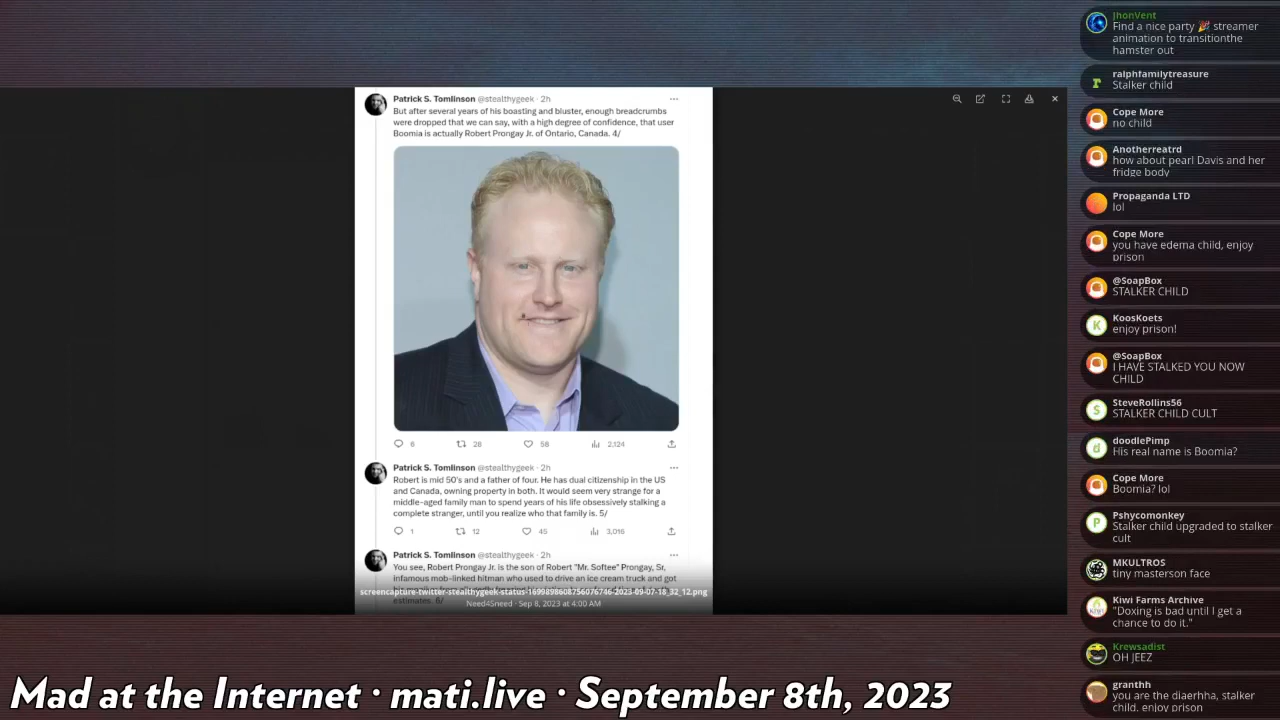 Patrick S. Tomlinson @stealthygeek · 2h
But after several years of his boasting and bluster, enough breadcrumbs
were dropped that we can say, with a high degree of confidence, that user
Boomia is actually Robert Prongay Jr. of Ontario, Canada. 4/
6 28 58 2,124
Patrick S. Tomlinson @stealthygeek · 2h
Robert is mid 50's and a father of four. He has dual citizenship in the US
and Canada, owning property in both. It would seem very strange for a
middle-aged family man to spend years of his life obsessively stalking a
complete stranger, until you realize who that family is. 5/
1 12 45 3,016
Patrick S. Tomlinson @stealthygeek · 2h
You see, Robert Prongay Jr. is the son of Robert "Mr. Softee" Prongay, Sr,
infamous mob-linked hitman who used to drive an ice cream truck and got
estimates. 6/
screencapture-twitter-stealthygeek-status-1699898608756076746-2023-09-07-18_32_12.png
Need4Sneed · Sep 8, 2023 at 4:00 AM
JhonVent
Find a nice party 🎉 streamer
animation to transitionthe
hamster out
ralphfamilytreasure
Stalker child
Cope More
no child
Anothereatrd
how about pearl Davis and her
fridge body
Propaganda LTD
lol
Cope More
you have edema child, enjoy
prison
@SoapBox
STALKER CHILD
KoosKoets
enjoy prison!
@SoapBox
I HAVE STALKED YOU NOW
CHILD
SteveRollins56
STALKER CHILD CULT
doodlePimp
His real name is Boomia?
Cope More
Boomia? lol
Pshycomonkey
Stalker child upgraded to stalker
cult
MKULTROS
tiny masterson face
Kiwi Farms Archive
"Doxing is bad until I get a
chance to do it."
Krewsadist
OH JEEZ
granthh
you are the diaerhha, stalker
child. enjoy prison
Mad at the Internet · mati.live · September 8th, 2023